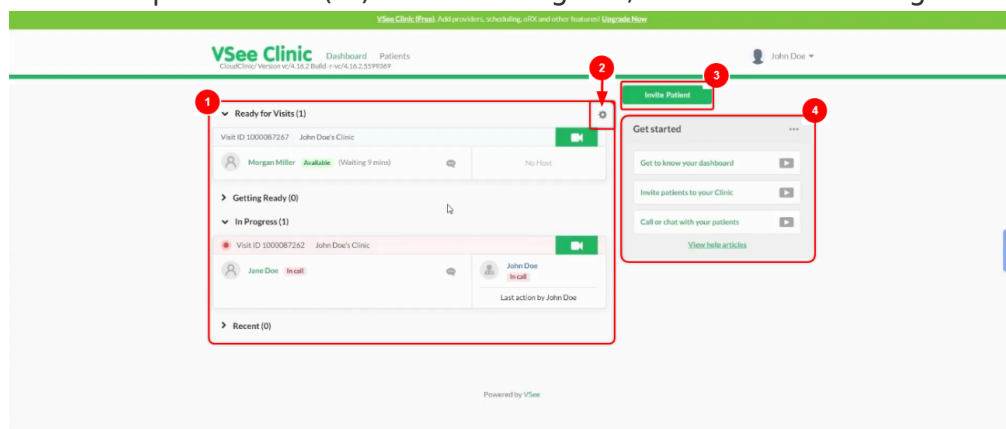 VSee Clinic (Free). Add providers, scheduling, eRX and other features! Upgrade Now
VSee Clinic Dashboard Patients
John Doe
2
3
Invite Patient
1
4
Ready for Visits (1)
Get started
Visit ID 1000087267 John Doe's Clinic
Morgan Miller Available (Waiting 9 mins)
No Host
Get to know your dashboard
Getting Ready (0)
Invite patients to your Clinic
In Progress (1)
Call or chat with your patients
Visit ID 1000087262 John Doe's Clinic
View help articles
Jane Doe In call
John Doe
In call
Last action by John Doe
Recent (0)
Powered by VSee